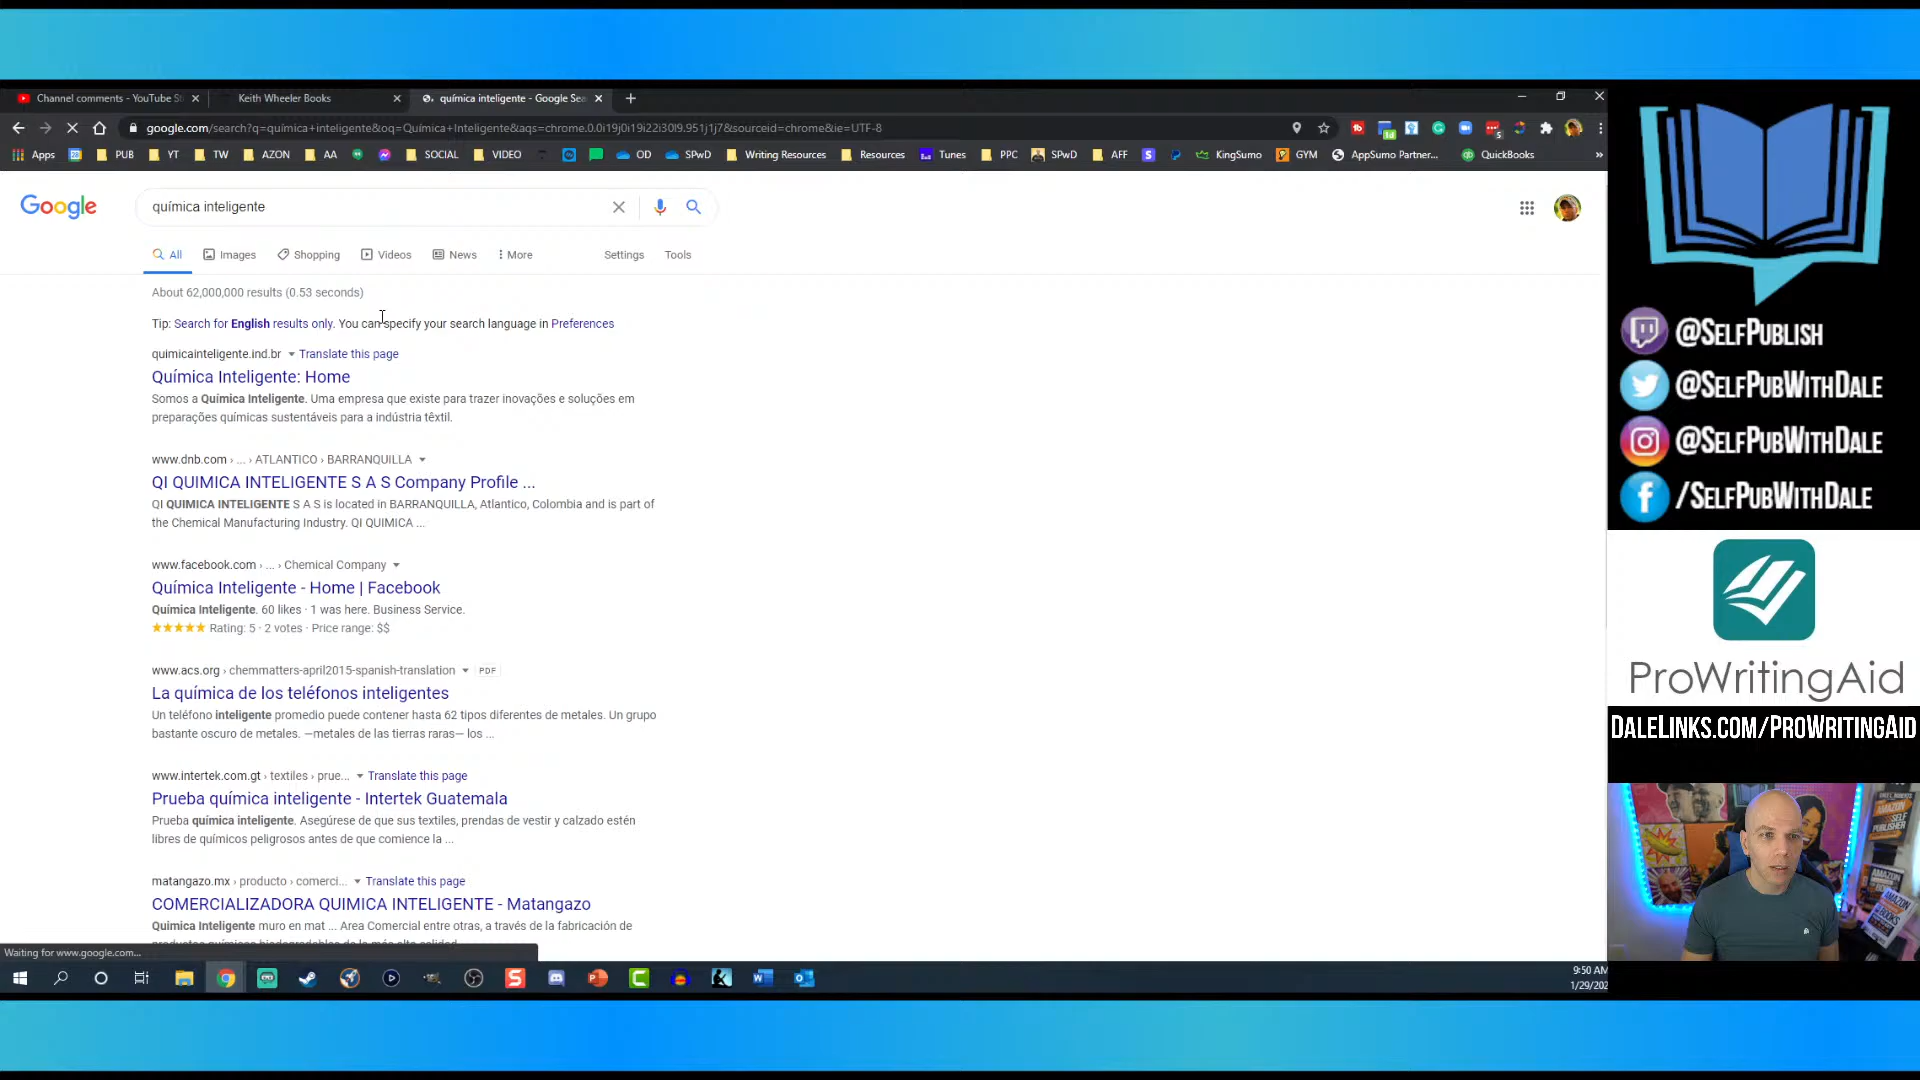 Channel comments - YouTube St
Keith Wheeler Books
química inteligente - Google Sea
google.com/search?q=química+inteligente&oq=Química+Inteligente&aqs=chrome.0.0i19j0i19i22i30l9.951j1j7&sourceid=chrome&ie=UTF-8
Apps PUB YT TW AZON AA SOCIAL VIDEO OD SPwD Writing Resources Resources Tunes PPC SPwD AFF KingSumo GYM AppSumo Partner... QuickBooks »
Google
química inteligente
All Images Shopping Videos News More Settings Tools
About 62,000,000 results (0.53 seconds)
Tip: Search for English results only. You can specify your search language in Preferences
quimicainteligente.ind.br Translate this page
Química Inteligente: Home
Somos a Química Inteligente. Uma empresa que existe para trazer inovações e soluções em
preparações químicas sustentáveis para a indústria têxtil.
www.dnb.com › ... › ATLANTICO › BARRANQUILLA
QI QUIMICA INTELIGENTE S A S Company Profile ...
QI QUIMICA INTELIGENTE S A S is located in BARRANQUILLA, Atlantico, Colombia and is part of
the Chemical Manufacturing Industry. QI QUIMICA ...
www.facebook.com › ... › Chemical Company
Química Inteligente - Home | Facebook
Química Inteligente. 60 likes · 1 was here. Business Service.
Rating: 5 · 2 votes · Price range: $$
www.acs.org › chemmatters-april2015-spanish-translation PDF
La química de los teléfonos inteligentes
Un teléfono inteligente promedio puede contener hasta 62 tipos diferentes de metales. Un grupo
bastante oscuro de metales. —metales de las tierras raras— los ...
www.intertek.com.gt › textiles › prue... Translate this page
Prueba química inteligente - Intertek Guatemala
Prueba química inteligente. Asegúrese de que sus textiles, prendas de vestir y calzado estén
libres de químicos peligrosos antes de que comience la ...
matangazo.mx › producto › comerci... Translate this page
COMERCIALIZADORA QUIMICA INTELIGENTE - Matangazo
Química Inteligente muro en mat ... Area Comercial entre otras, a través de la fabricación de
Waiting for www.google.com...
9:50 AM
1/29/202
@SelfPublish
@SelfPubWithDale
@SelfPubWithDale
/SelfPubWithDale
ProWritingAid
DaleLinks.com/ProWritingAid